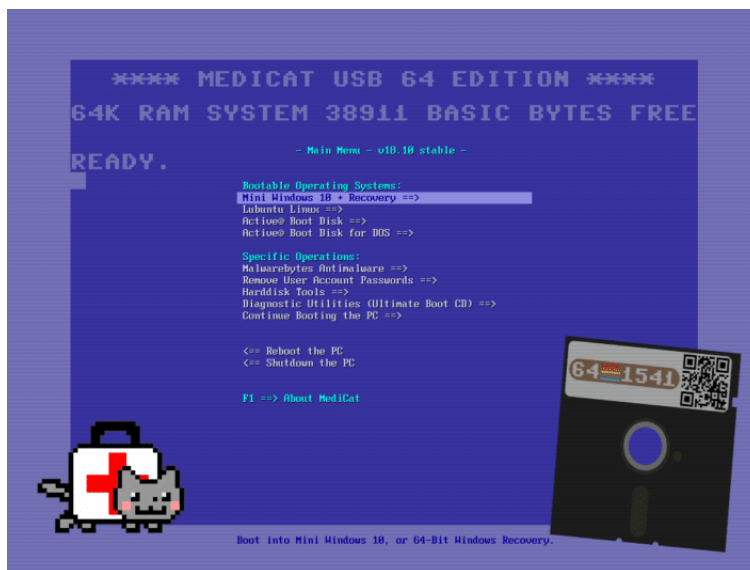 **** MEDICAT USB 64 EDITION ****
64K RAM SYSTEM 38911 BASIC BYTES FREE
- Main Menu - v18.10 stable -
READY.
Bootable Operating Systems:
Mini Windows 10 + Recovery ==>
Lubuntu Linux ==>
Active@ Boot Disk ==>
Active@ Boot Disk for DOS ==>
Specific Operations:
Malwarebytes Antimalware ==>
Remove User Account Passwords ==>
Harddisk Tools ==>
Diagnostic Utilities (Ultimate Boot CD) ==>
Continue Booting the PC ==>
<== Reboot the PC
<== Shutdown the PC
F1 ==> About MediCat
64 1541
Boot into Mini Windows 10, or 64-Bit Windows Recovery.